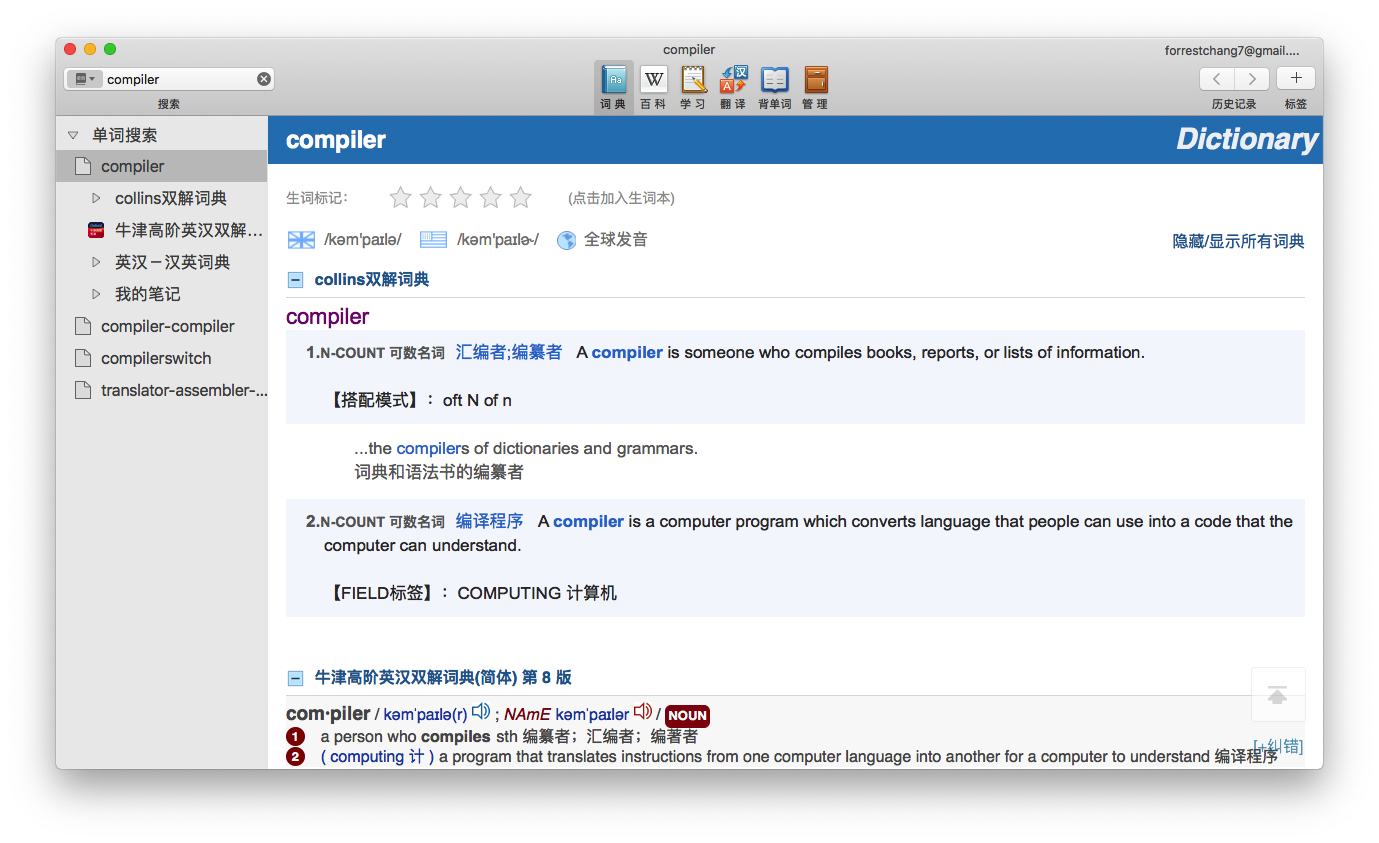 compiler
forrestchang7@gmail....
compiler
搜索
词典 百科 学习 翻译 背单词 管理
历史记录 标签
单词搜索
compiler
collins双解词典
牛津高阶英汉双解...
英汉－汉英词典
我的笔记
compiler-compiler
compilerswitch
translator-assembler-...
compiler
Dictionary
生词标记：
(点击加入生词本)
/kəmˈpaɪlə/ /kəmˈpaɪlɚ/ 全球发音
隐藏/显示所有词典
collins双解词典
compiler
1.N-COUNT 可数名词 汇编者;编纂者 A compiler is someone who compiles books, reports, or lists of information.
【搭配模式】：oft N of n
...the compilers of dictionaries and grammars.
词典和语法书的编纂者
2.N-COUNT 可数名词 编译程序 A compiler is a computer program which converts language that people can use into a code that the
computer can understand.
【FIELD标签】：COMPUTING 计算机
牛津高阶英汉双解词典(简体) 第 8 版
com·piler / kəmˈpaɪlə(r) ; NAmE kəmˈpaɪlər / NOUN
1 a person who compiles sth 编纂者；汇编者；编著者
[+纠错]
2 ( computing 计 ) a program that translates instructions from one computer language into another for a computer to understand 编译程序